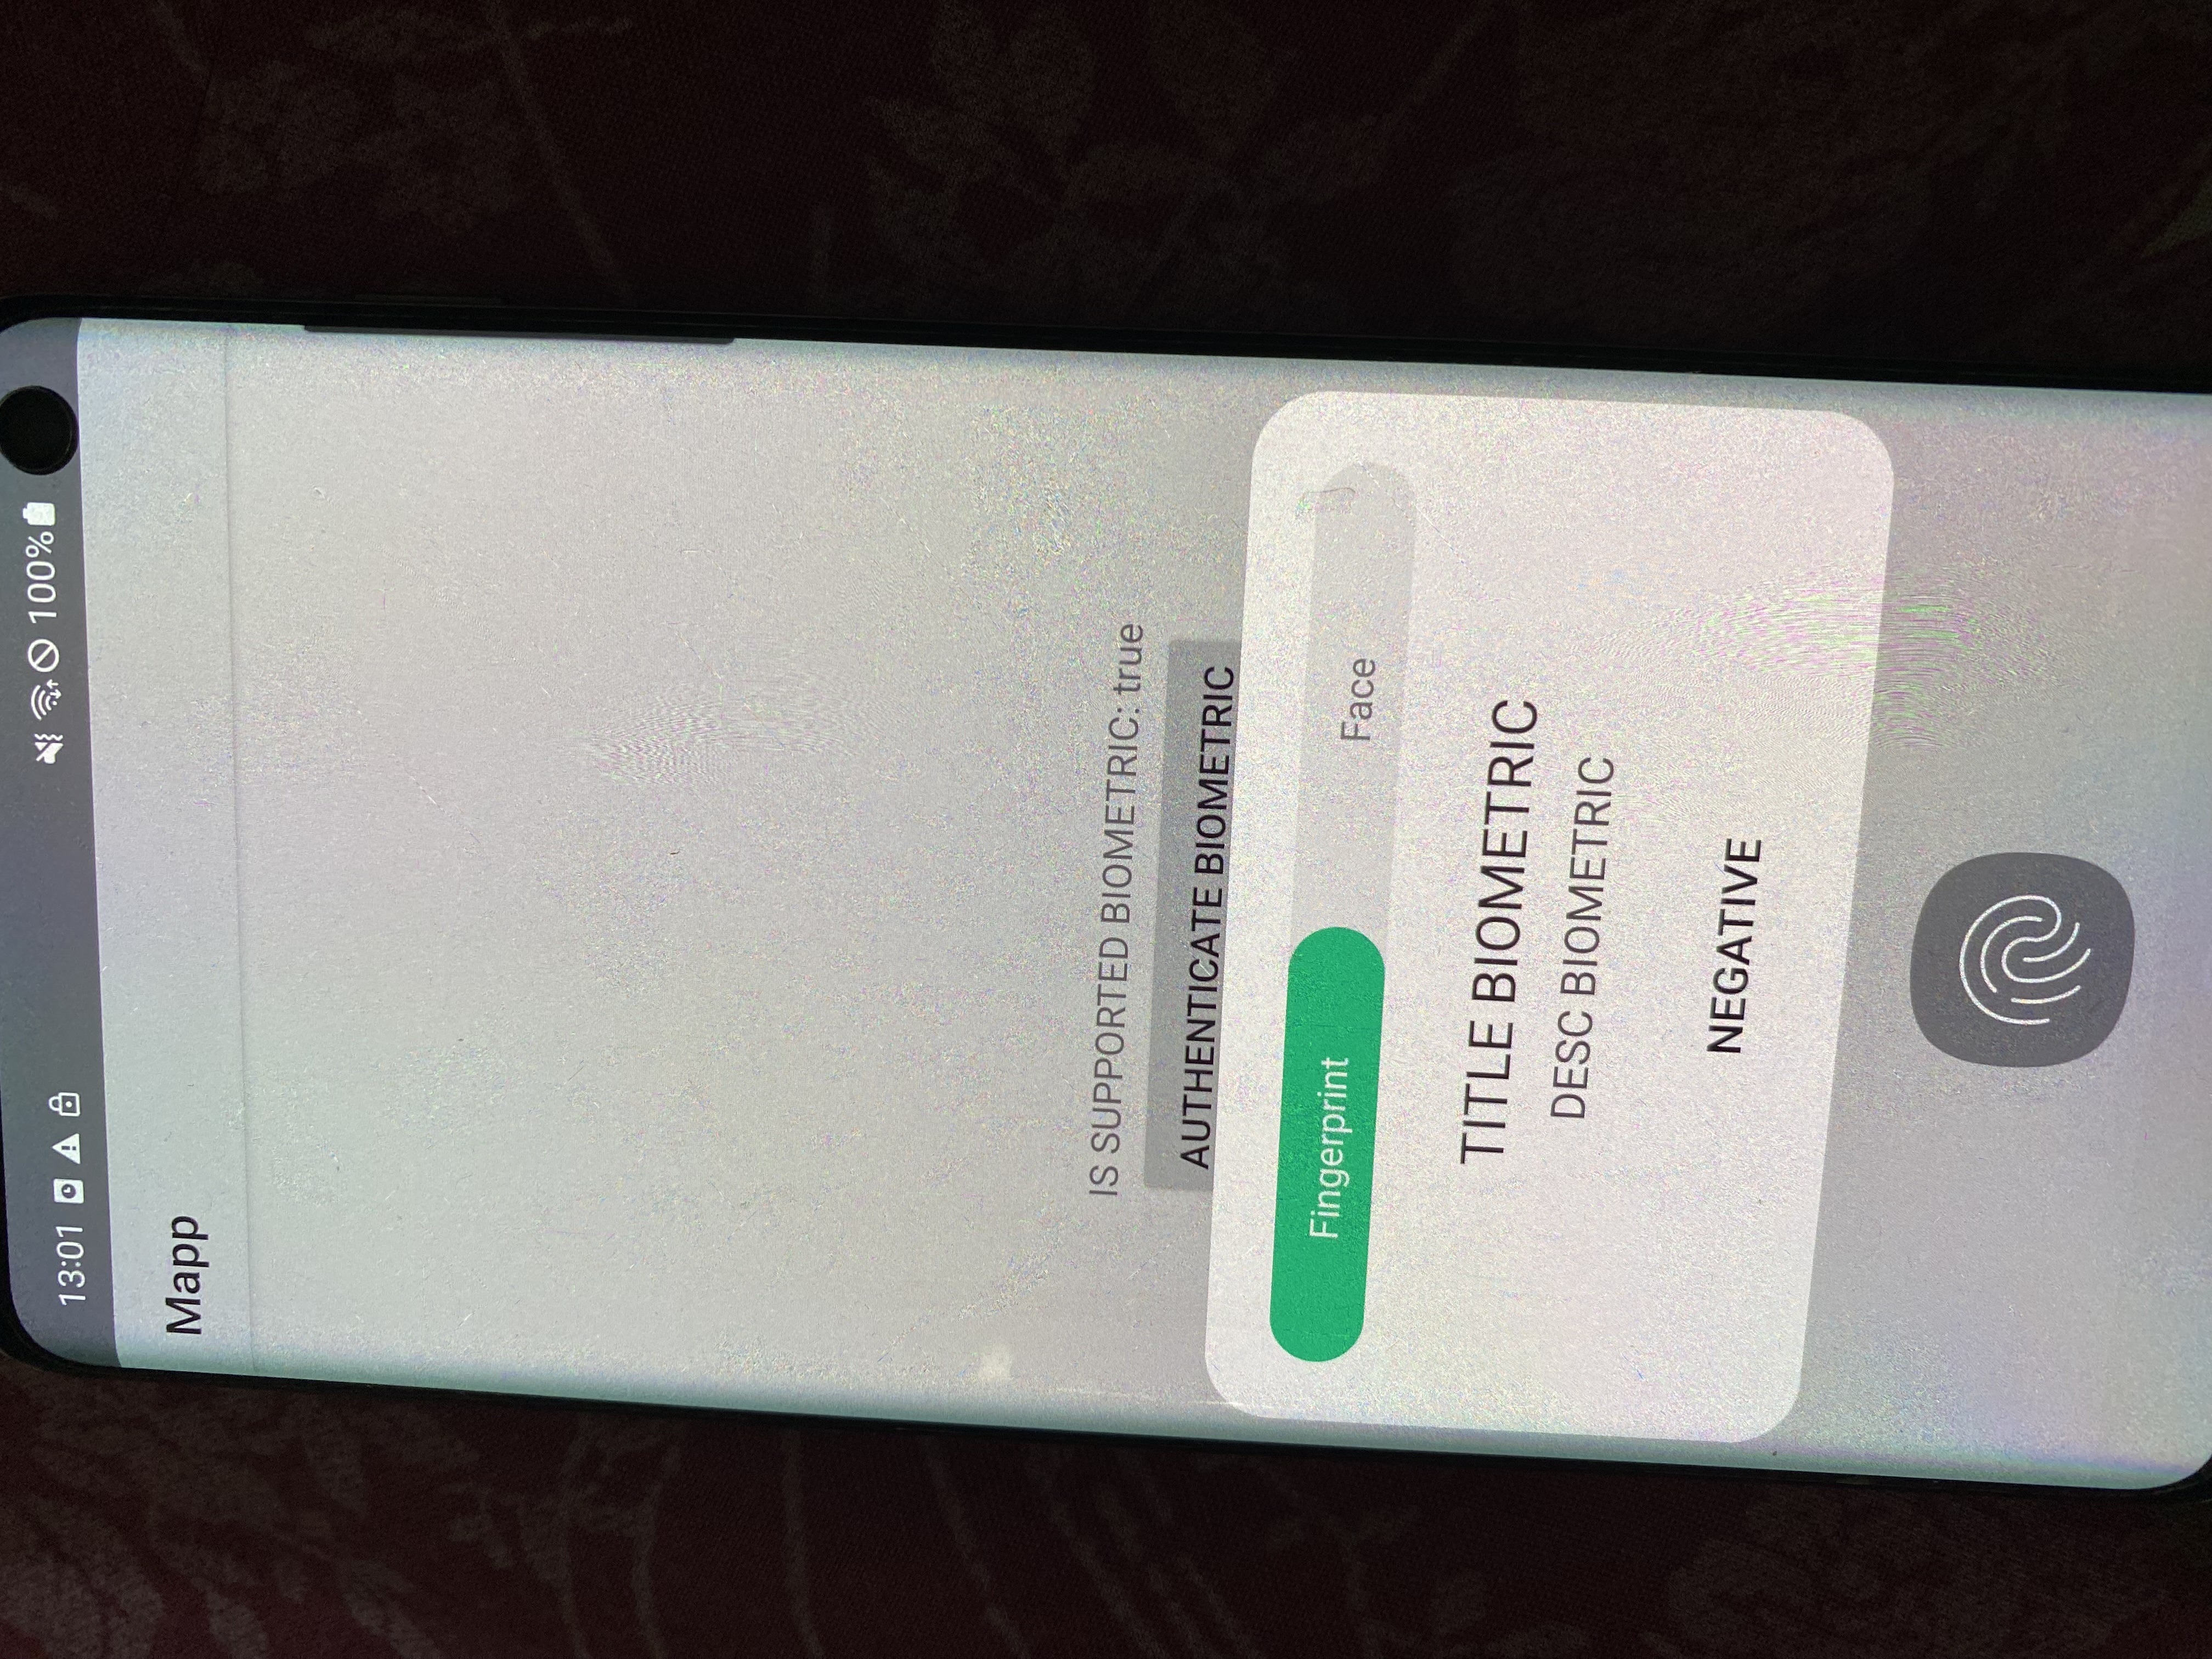 13:01 100%
Mapp
IS SUPPORTED BIOMETRIC: true
AUTHENTICATE BIOMETRIC
Fingerprint Face
TITLE BIOMETRIC
DESC BIOMETRIC
NEGATIVE